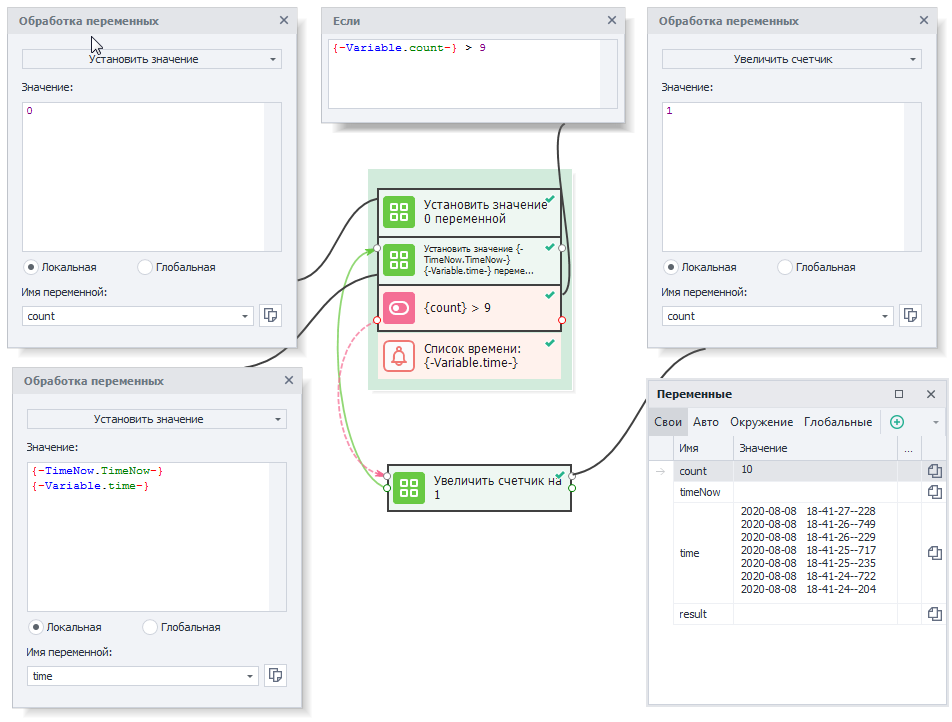 Обработка переменных
Установить значение
Значение:
0
Локальная
Глобальная
Имя переменной:
count
Если
{-Variable.count-} > 9
Обработка переменных
Увеличить счетчик
Значение:
1
Локальная
Глобальная
Имя переменной:
count
Установить значение
0 переменной
Установить значение {-
TimeNow.TimeNow-}
{-Variable.time-} переме...
{count} > 9
Список времени:
{-Variable.time-}
Увеличить счетчик на
1
Обработка переменных
Установить значение
Значение:
{-TimeNow.TimeNow-}
{-Variable.time-}
Локальная
Глобальная
Имя переменной:
time
Переменные
Свои Авто Окружение Глобальные
Имя Значение ...
count 10
timeNow
time
2020-08-08 18-41-27--228
2020-08-08 18-41-26--749
2020-08-08 18-41-26--229
2020-08-08 18-41-25--717
2020-08-08 18-41-25--235
2020-08-08 18-41-24--722
2020-08-08 18-41-24--204
result